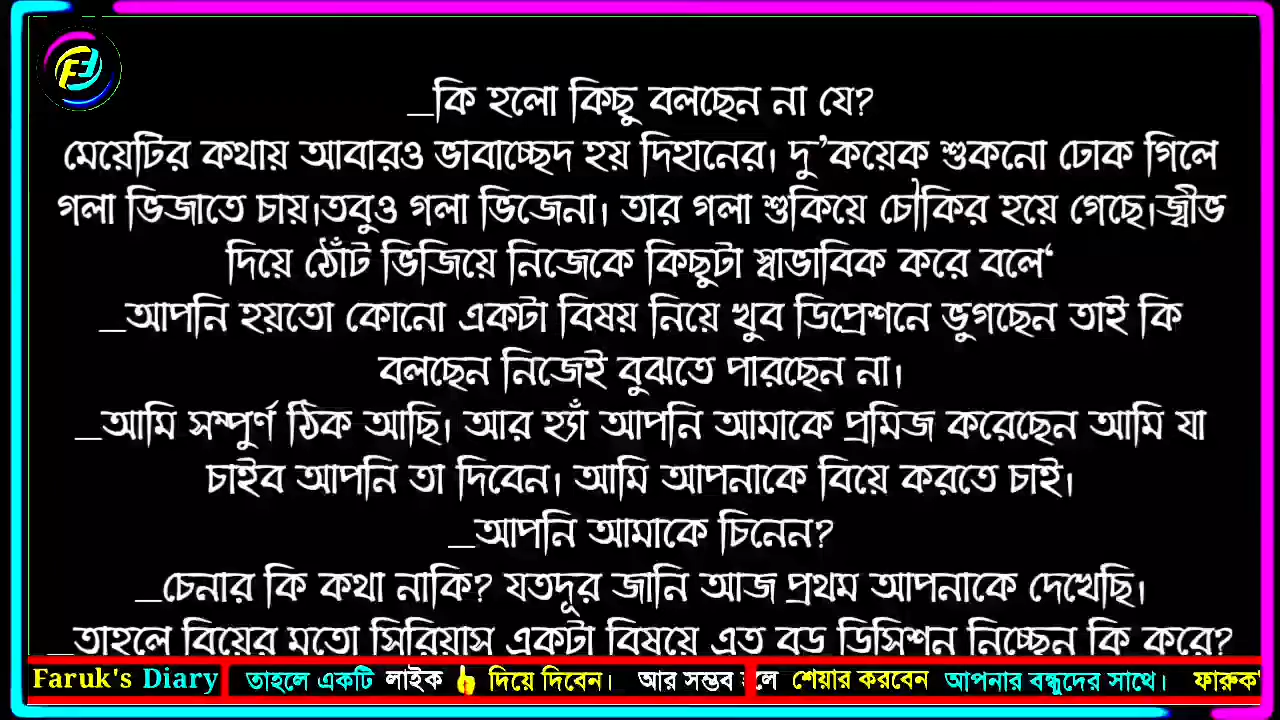 _কি হলো কিছু বলছেন না যে?
মেয়েটির কথায় আবারও ভাবাচ্ছেদ হয় দিহানের। দু’কয়েক শুকনো ঢোক গিলে
গলা ভিজাতে চায়।তবুও গলা ভিজেনা। তার গলা শুকিয়ে চৌকির হয়ে গেছে।জ্বীভ
দিয়ে ঠোঁট ভিজিয়ে নিজেকে কিছুটা স্বাভাবিক করে বলে‘
_আপনি হয়তো কোনো একটা বিষয় নিয়ে খুব ডিপ্রেশনে ভুগছেন তাই কি
বলছেন নিজেই বুঝতে পারছেন না।
_আমি সম্পুর্ণ ঠিক আছি। আর হ্যাঁ আপনি আমাকে প্রমিজ করেছেন আমি যা
চাইব আপনি তা দিবেন। আমি আপনাকে বিয়ে করতে চাই।
_আপনি আমাকে চিনেন?
_চেনার কি কথা নাকি? যতদূর জানি আজ প্রথম আপনাকে দেখেছি।
_তাহলে বিয়ের মতো সিরিয়াস একটা বিষয়ে এত বড় ডিসিশন নিচ্ছেন কি করে?
Faruk's Diary তাহলে একটি লাইক 👍 দিয়ে দিবেন। আর সম্ভব হলে শেয়ার করবেন আপনার বন্ধুদের সাথে। ফারুক'